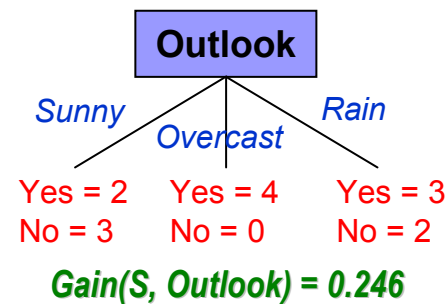 Outlook
Sunny
Overcast
Rain
Yes = 2 Yes = 4 Yes = 3
No = 3 No = 0 No = 2
Gain(S, Outlook) = 0.246